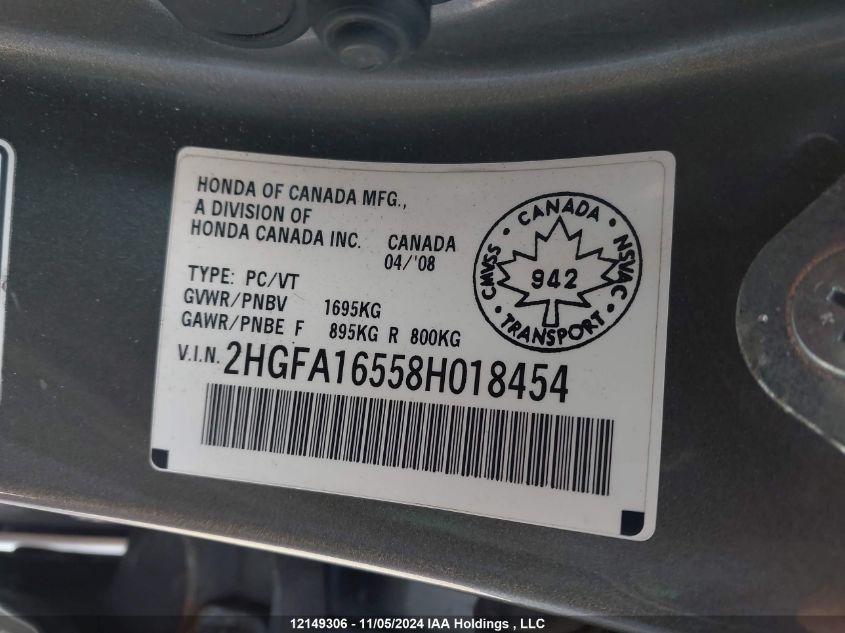 HONDA OF CANADA MFG.,
A DIVISION OF
HONDA CANADA INC. CANADA
04/'08
TYPE: PC/VT
GVWR/PNBV 1695KG
GAWR/PNBE F 895KG R 800KG
V.I.N. 2HGFA16558H018454
CANADA
CMVSS
NSVAC
942
TRANSPORT
12149306 - 11/05/2024 IAA Holdings , LLC